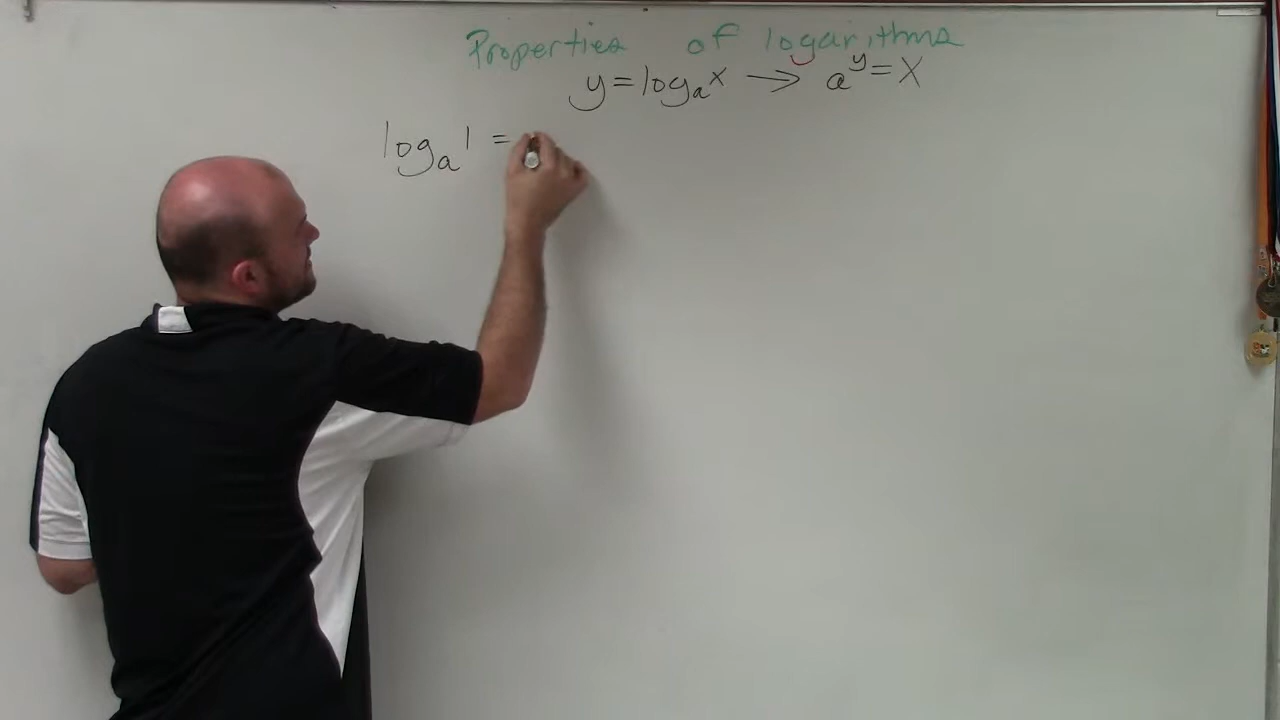 Properties of logarithms
y = logₐx → aʸ = x
logₐ1 =